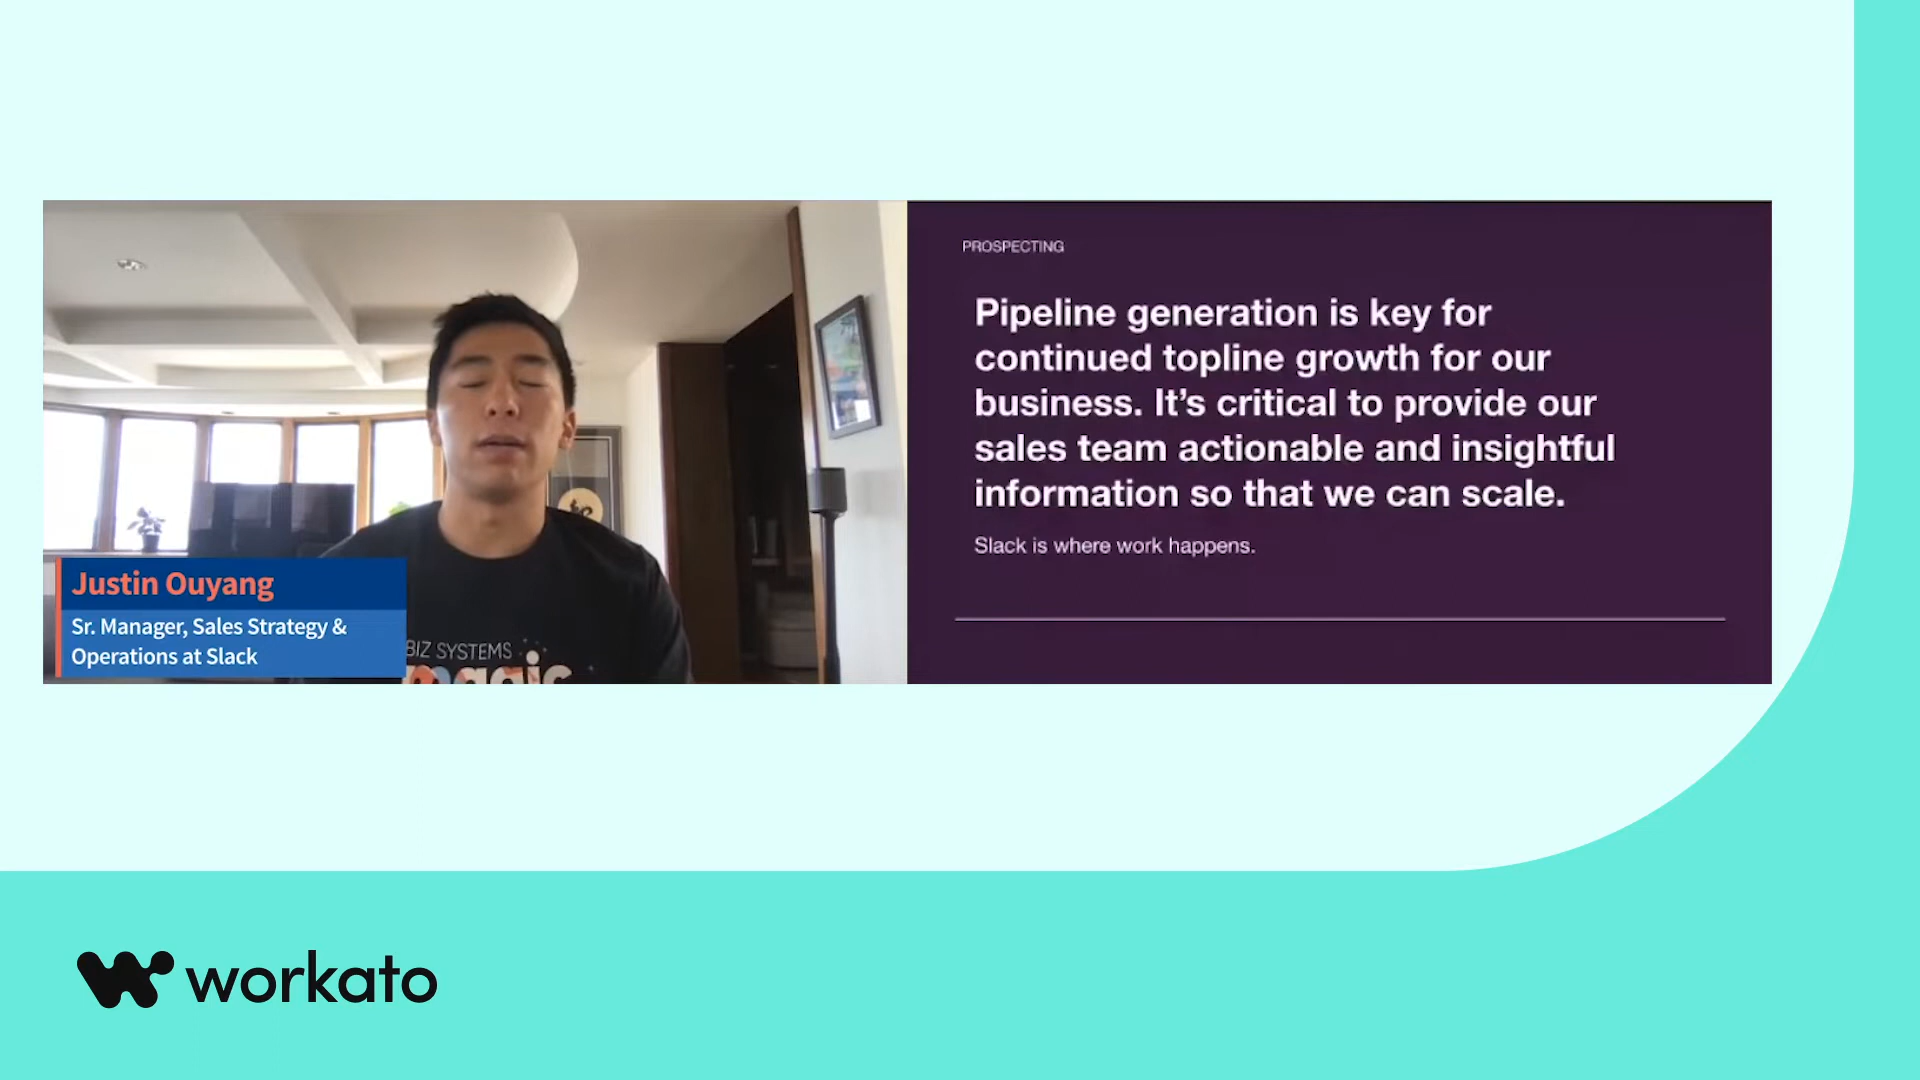 PROSPECTING
Pipeline generation is key for
continued topline growth for our
business. It’s critical to provide our
sales team actionable and insightful
information so that we can scale.
Slack is where work happens.
Justin Ouyang
Sr. Manager, Sales Strategy &
Operations at Slack
BIZ SYSTEMS
magic
workato